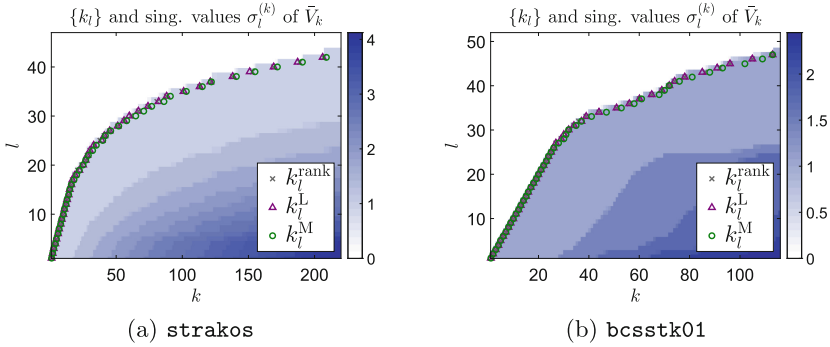 {k_l} and sing. values σ_l^(k) of V̄_k
{k_l} and sing. values σ_l^(k) of V̄_k
40
30
20
10
l
50
100
150
200
k
k_l^rank
k_l^L
k_l^M
4
3
2
1
0
50
40
30
20
10
l
20
40
60
80
100
k
k_l^rank
k_l^L
k_l^M
2
1.5
1
0.5
0
(a) strakos
(b) bcsstk01